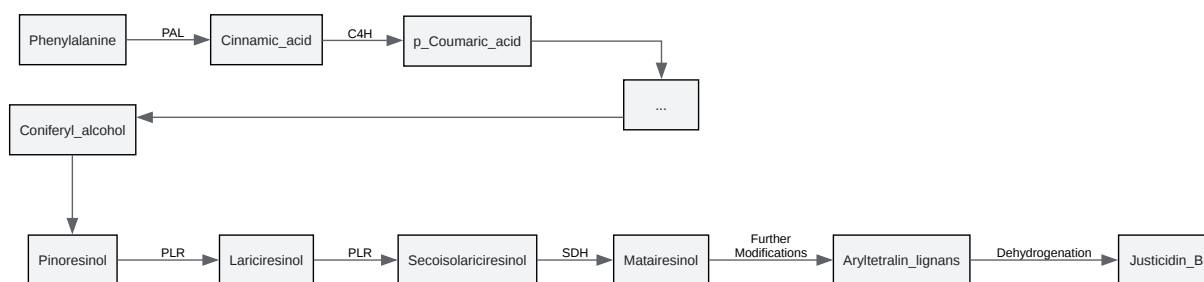 Phenylalanine
PAL
Cinnamic_acid
C4H
p_Coumaric_acid
...
Coniferyl_alcohol
Pinoresinol
PLR
Lariciresinol
PLR
Secoisolariciresinol
SDH
Matairesinol
Further
Modifications
Aryltetralin_lignans
Dehydrogenation
Justicidin_B